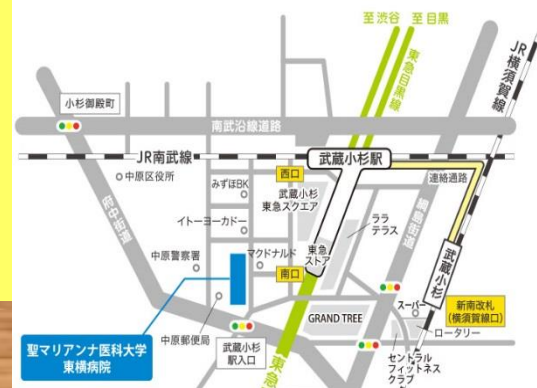 至渋谷 至目黒
東急目黒線
JR横須賀線
小杉御殿町
南武沿線道路
JR南武線
武蔵小杉駅
中原区役所
みずほBK
西口
武蔵小杉
東急スクエア
連絡通路
府中街道
イトーヨーカドー
ララ
テラス
綱島街道
武蔵小杉
中原警察署
マクドナルド
東急
ストア
南口
スーパー
新南改札
(横須賀線口)
GRAND TREE
ロータリー
中原郵便局
武蔵小杉
駅入口
聖マリアンナ医科大学
東横病院
セントラル
フィットネス
クラブ
東急